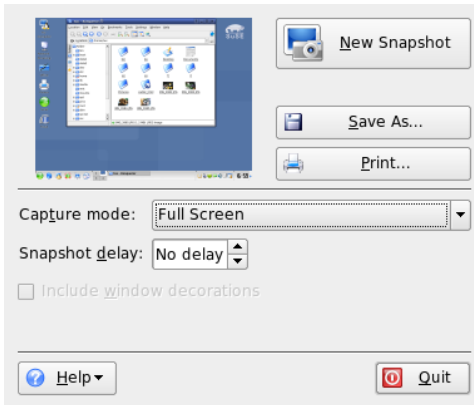 New Snapshot
Save As...
Print...
Capture mode: Full Screen
Snapshot delay: No delay
Include window decorations
Help
Quit